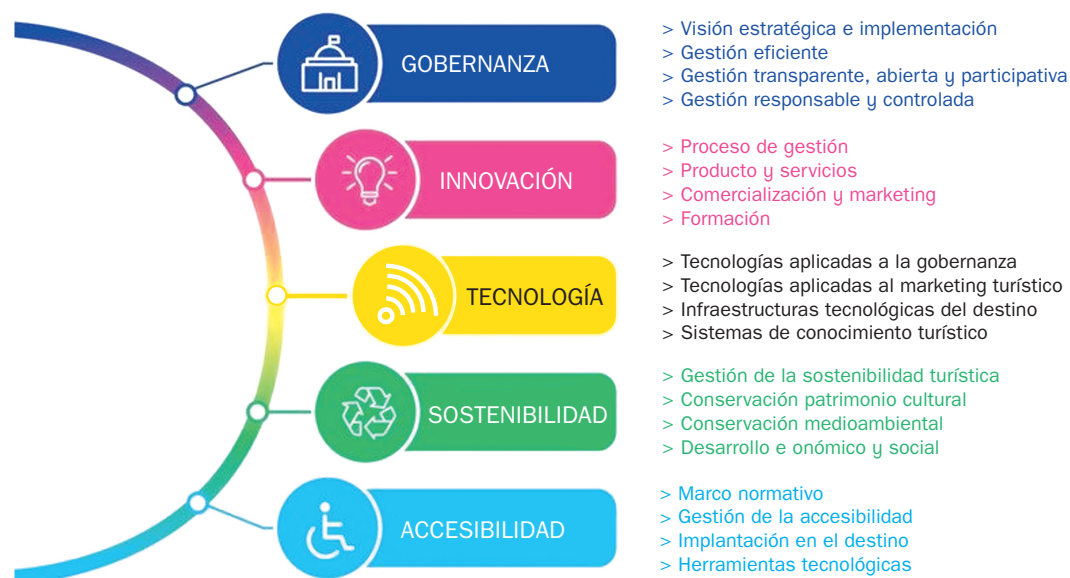 GOBERNANZA
> Visión estratégica e implementación
> Gestión eficiente
> Gestión transparente, abierta y participativa
> Gestión responsable y controlada
INNOVACIÓN
> Proceso de gestión
> Producto y servicios
> Comercialización y marketing
> Formación
TECNOLOGÍA
> Tecnologías aplicadas a la gobernanza
> Tecnologías aplicadas al marketing turístico
> Infraestructuras tecnológicas del destino
> Sistemas de conocimiento turístico
SOSTENIBILIDAD
> Gestión de la sostenibilidad turística
> Conservación patrimonio cultural
> Conservación medioambiental
> Desarrollo e onómico y social
ACCESIBILIDAD
> Marco normativo
> Gestión de la accesibilidad
> Implantación en el destino
> Herramientas tecnológicas